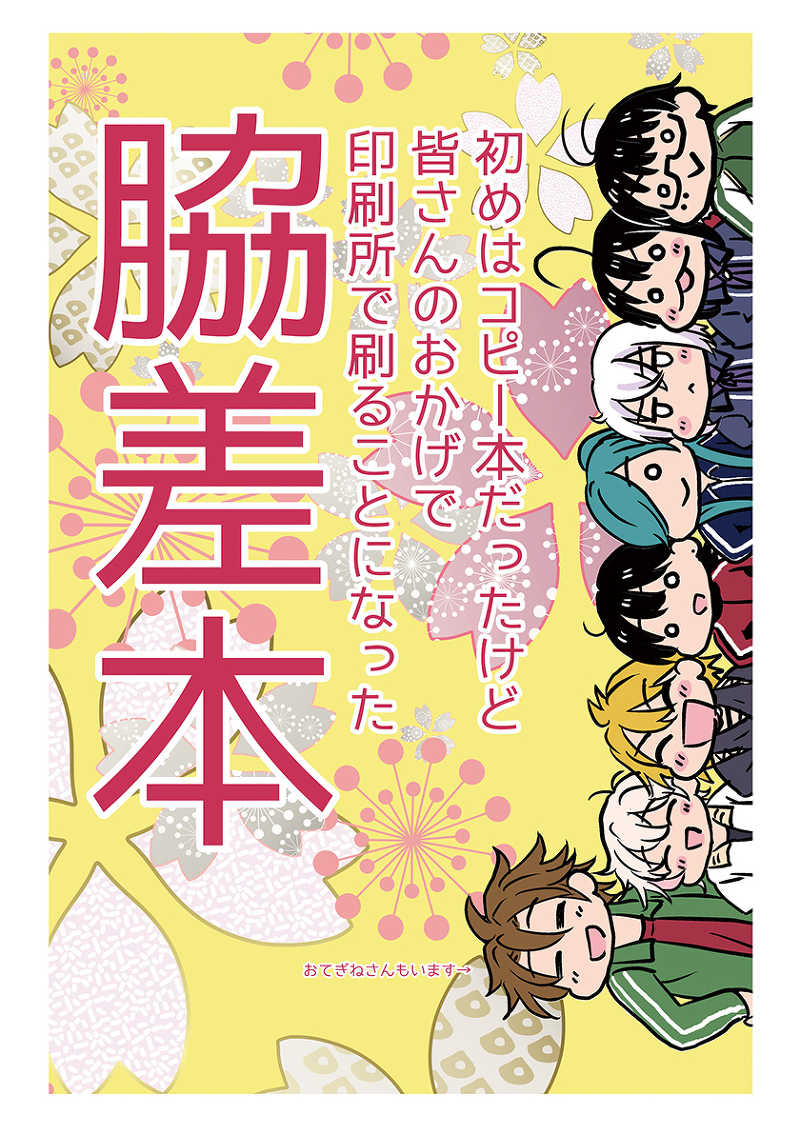 初めはコピー本だったけど
皆さんのおかげで
印刷所で刷ることになった
脇差本
おてぎねさんもいます→